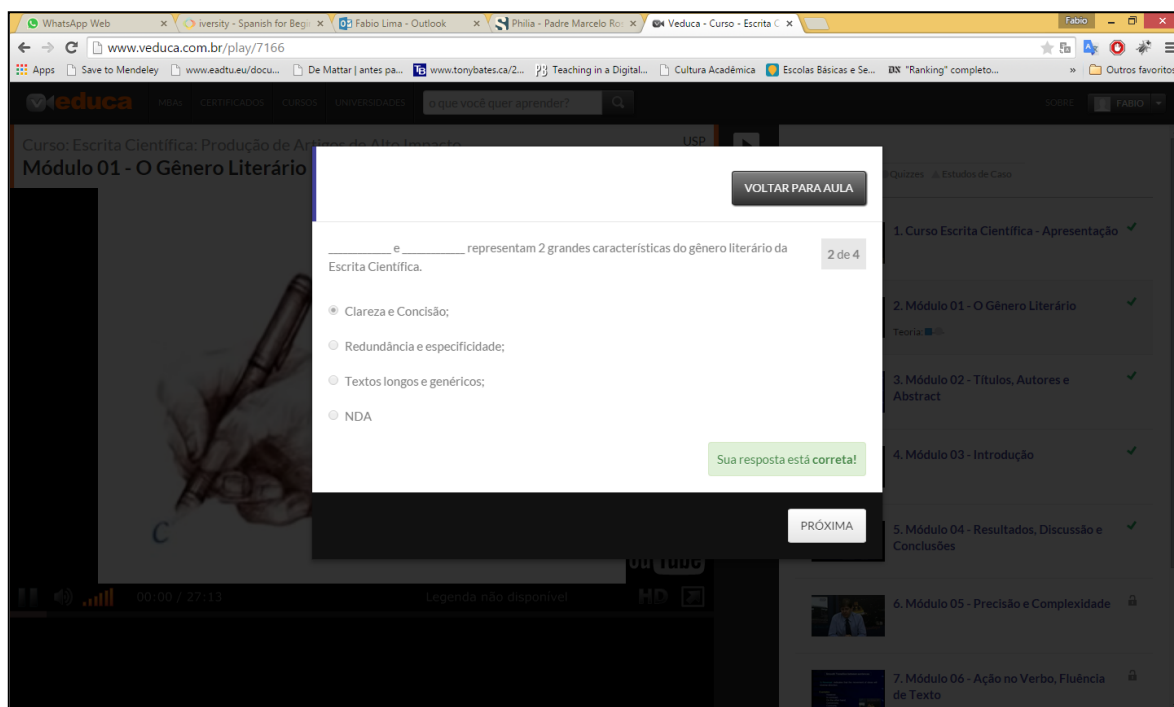 WhatsApp Web
iversity - Spanish for Begi
Fabio Lima - Outlook
Philia - Padre Marcelo Ros
Veduca - Curso - Escrita C
Fabio
www.veduca.com.br/play/7166
Apps
Save to Mendeley
www.eadtu.eu/docu...
De Mattar | antes pa...
www.tonybates.ca/2...
Teaching in a Digital...
Cultura Acadêmica
Escolas Básicas e Se...
"Ranking" completo...
»
Outros favoritos
veduca
MBAs
CERTIFICADOS
CURSOS
UNIVERSIDADES
o que você quer aprender?
SOBRE
FABIO
Curso: Escrita Científica: Produção de Artigos de Alto Impacto
USP
Módulo 01 - O Gênero Literário
VOLTAR PARA AULA
___________ e ___________ representam 2 grandes características do gênero literário da
Escrita Científica.
2 de 4
Clareza e Concisão;
Redundância e especificidade;
Textos longos e genéricos;
NDA
Sua resposta está correta!
PRÓXIMA
00:00 / 27:13
Legenda não disponível
HD
Quizzes
Estudos de Caso
1. Curso Escrita Científica - Apresentação
2. Módulo 01 - O Gênero Literário
Teoria:
3. Módulo 02 - Títulos, Autores e
Abstract
4. Módulo 03 - Introdução
5. Módulo 04 - Resultados, Discussão e
Conclusões
6. Módulo 05 - Precisão e Complexidade
7. Módulo 06 - Ação no Verbo, Fluência
de Texto